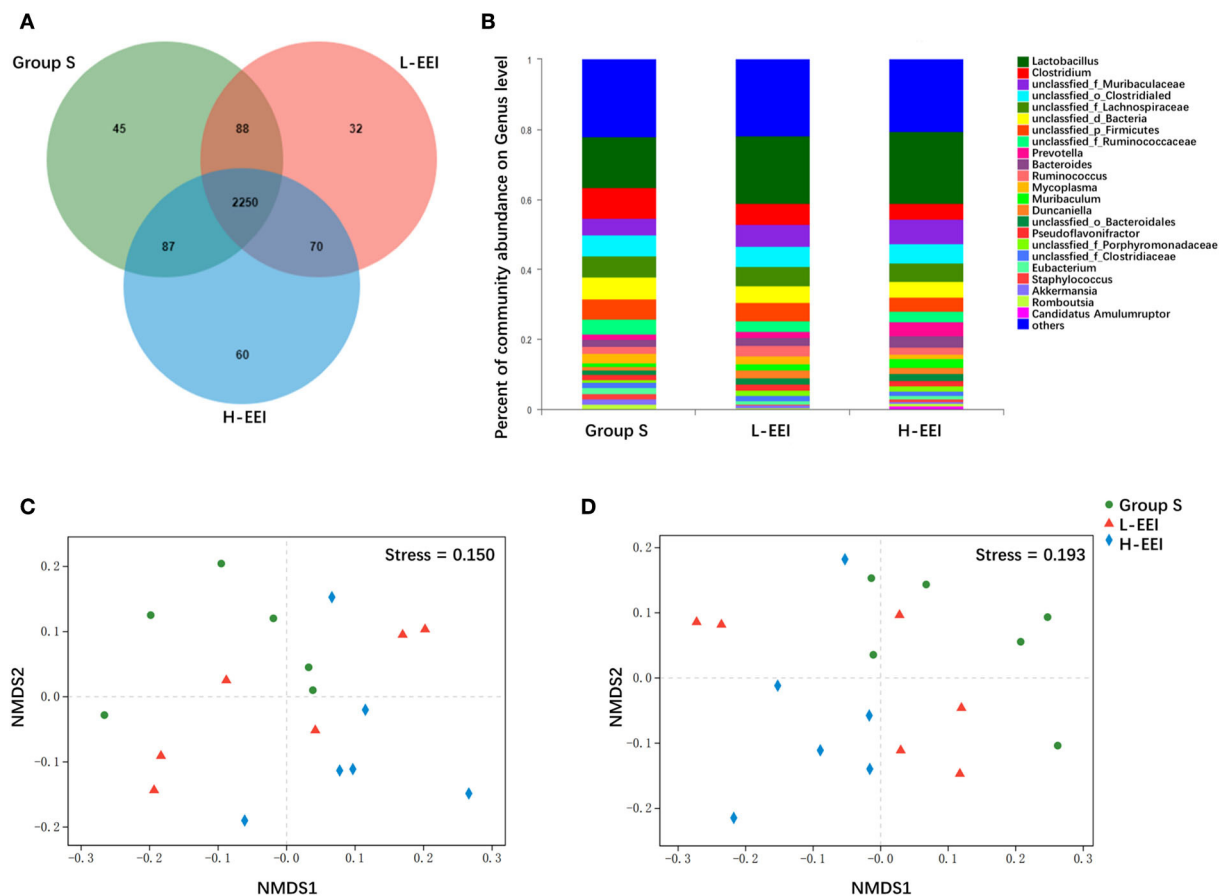 A
Group S
L-EEI
45
88
32
2250
87
70
60
H-EEI
B
Percent of community abundance on Genus level
1
0.8
0.6
0.4
0.2
0
Group S
L-EEI
H-EEI
Lactobacillus
Clostridium
unclassfied_f_Muribaculaceae
unclassfied_o_Clostridialed
unclassfied_f_Lachnospiraceae
unclassfied_d_Bacteria
unclassfied_p_Firmicutes
unclassfied_f_Ruminococcaceae
Prevotella
Bacteroides
Ruminococcus
Mycoplasma
Muribaculum
Duncaniella
unclassfied_o_Bacteroidales
Pseudoflavonifractor
unclassfied_f_Porphyromonadaceae
unclassfied_f_Clostridiaceae
Eubacterium
Staphylococcus
Akkermansia
Romboutsia
Candidatus Amulumruptor
others
C
Stress = 0.150
NMDS2
0.2
0.1
0.0
-0.1
-0.2
-0.3
-0.2
-0.1
-0.0
0.1
0.2
0.3
NMDS1
D
Stress = 0.193
NMDS2
0.2
0.1
0.0
-0.1
-0.2
-0.3
-0.2
-0.1
-0.0
0.1
0.2
0.3
NMDS1
Group S
L-EEI
H-EEI